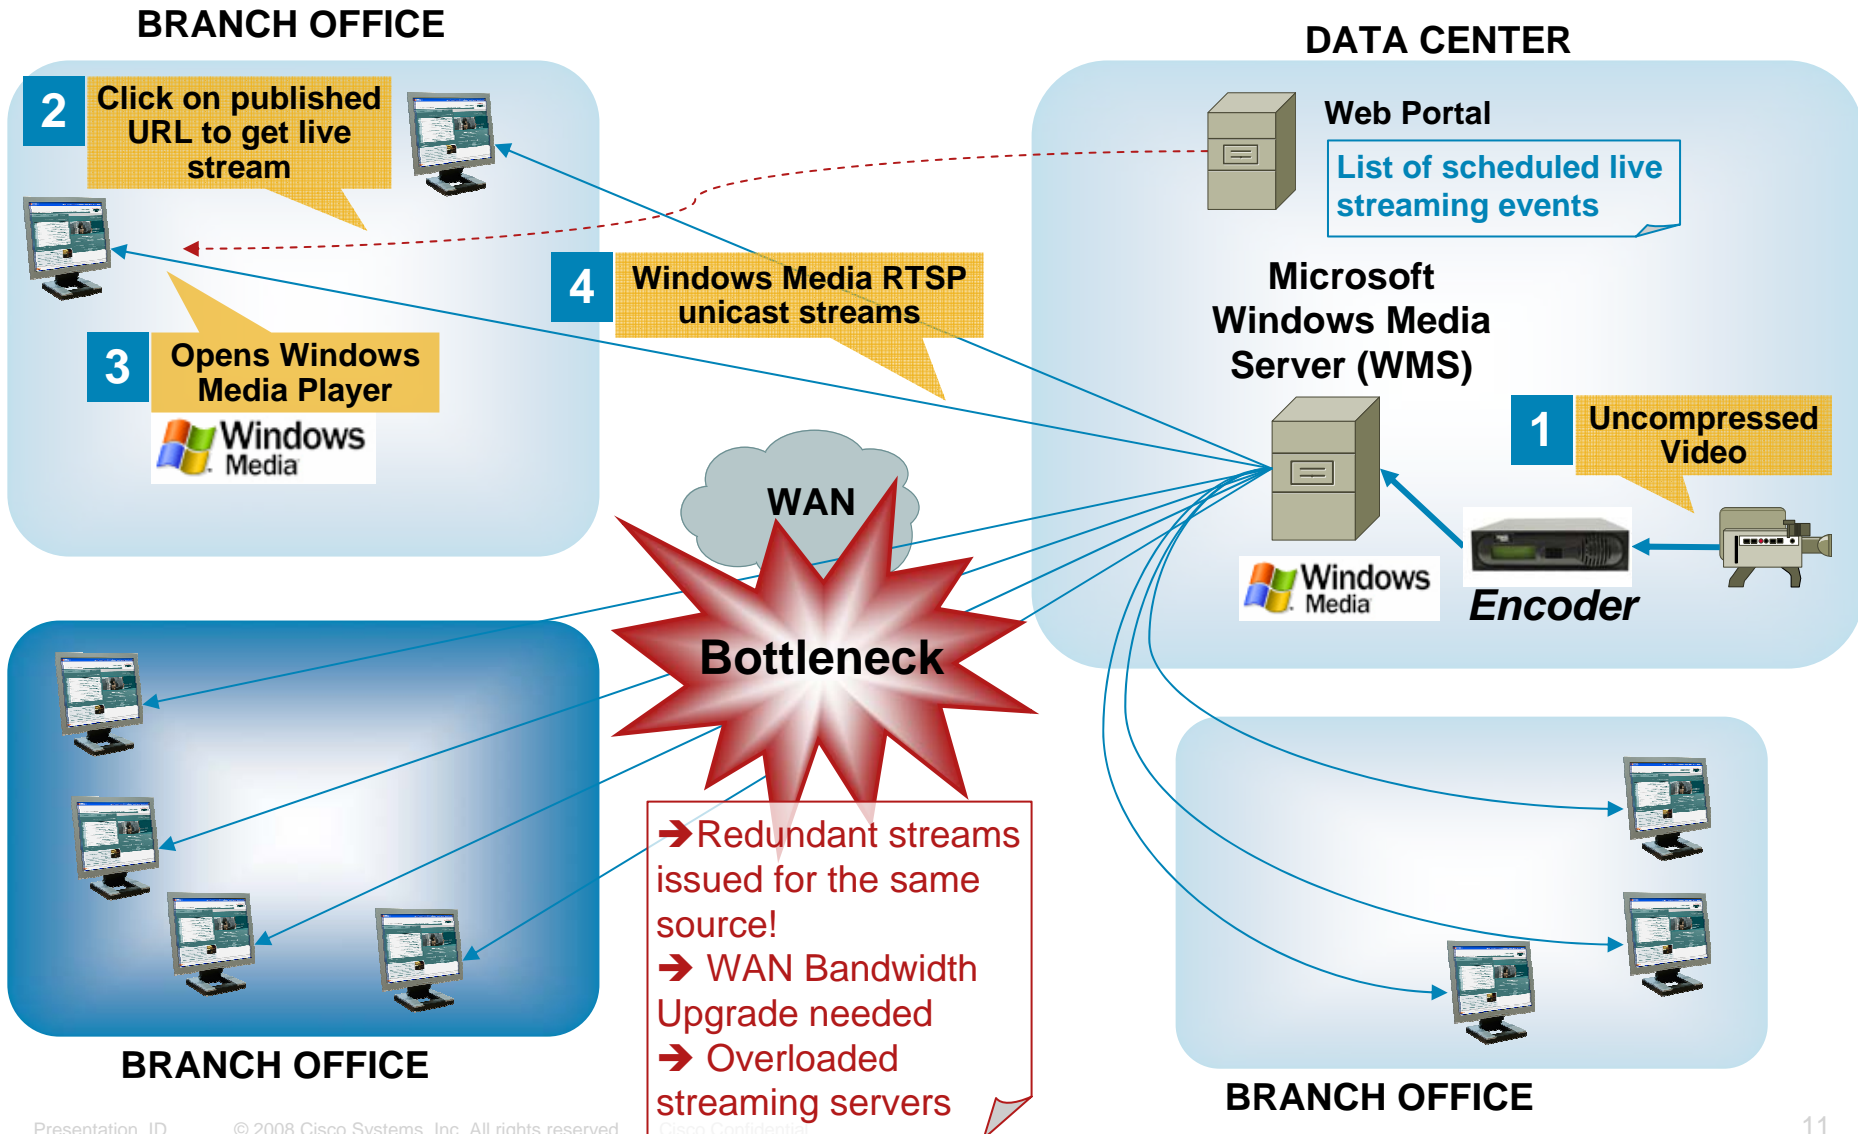 BRANCH OFFICE
DATA CENTER
2
Click on published
URL to get live
stream
Web Portal
List of scheduled live
streaming events
4
Windows Media RTSP
unicast streams
Microsoft
Windows Media
Server (WMS)
3
Opens Windows
Media Player
Windows
Media
1
Uncompressed
Video
WAN
Windows
Media
Encoder
Bottleneck
➔Redundant streams
issued for the same
source!
➔ WAN Bandwidth
Upgrade needed
➔ Overloaded
streaming servers
BRANCH OFFICE
BRANCH OFFICE
Presentation_ID
© 2008 Cisco Systems, Inc. All rights reserved.
Cisco Confidential
11